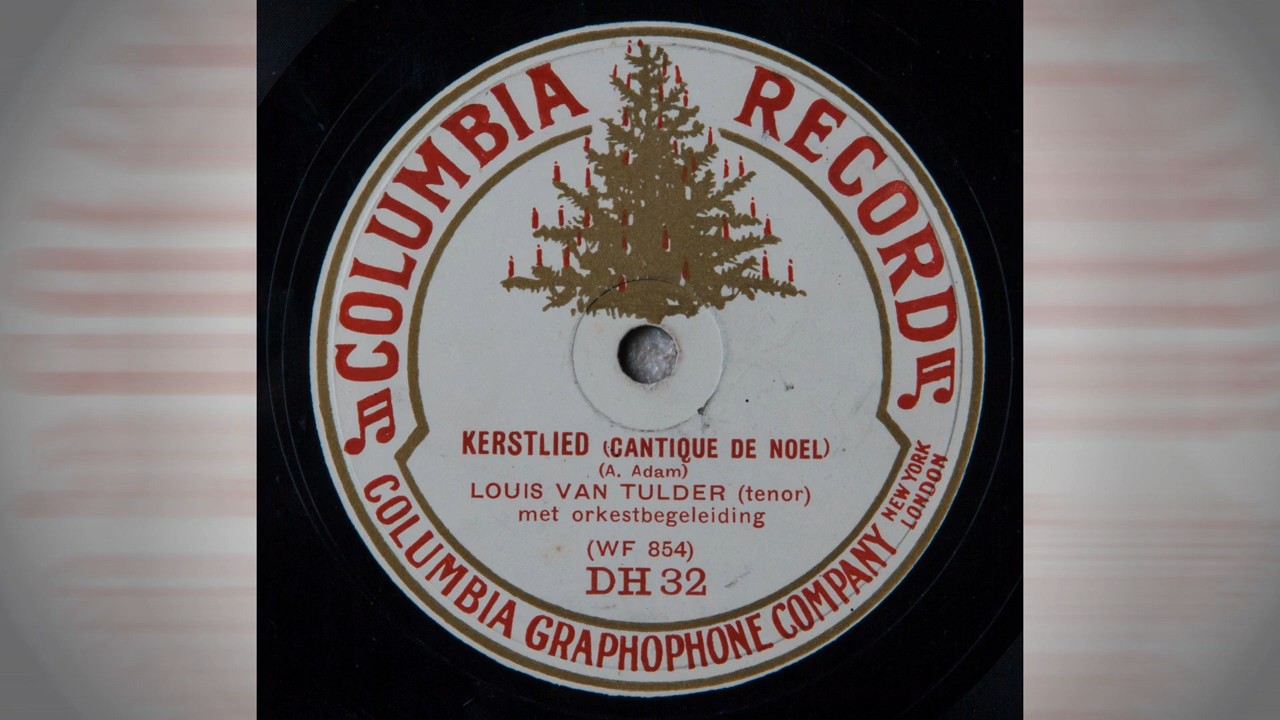 COLUMBIA RECORD
KERSTLIED (CANTIQUE DE NOEL)
(A. Adam)
LOUIS VAN TULDER (tenor)
met orkestbegeleiding
(WF 854)
DH 32
COLUMBIA GRAPHOPHONE COMPANY NEW YORK
LONDON